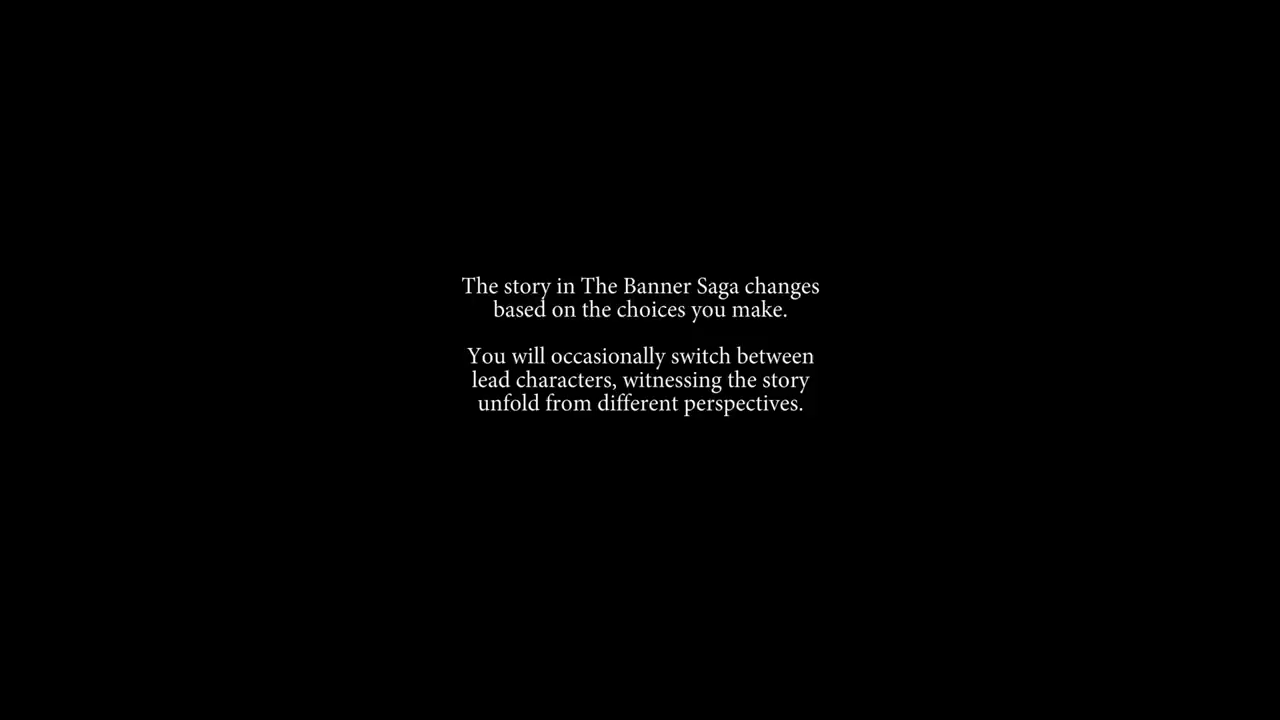 The story in The Banner Saga changes
based on the choices you make.
You will occasionally switch between
lead characters, witnessing the story
unfold from different perspectives.